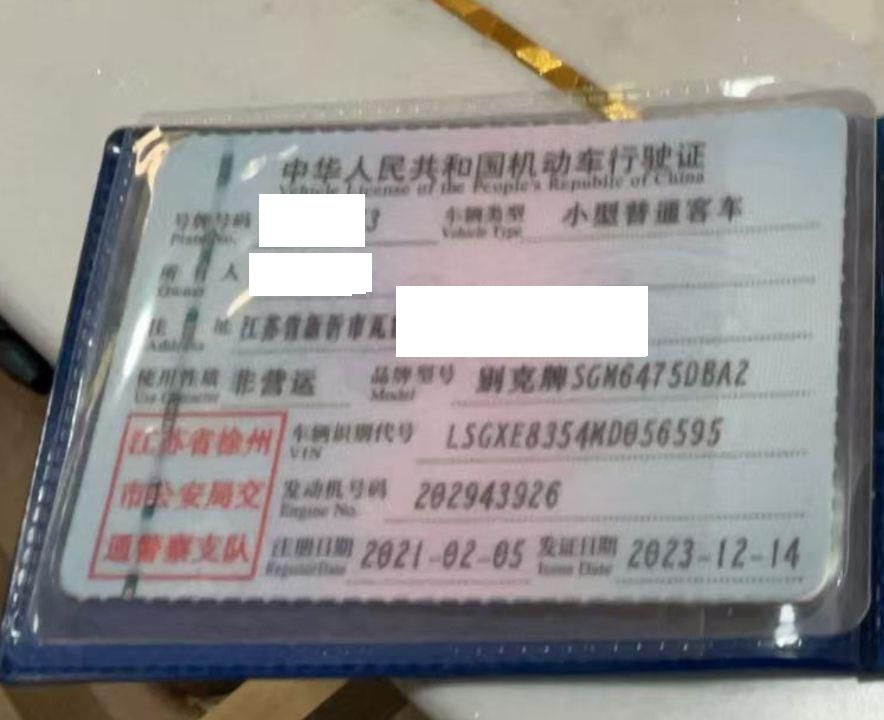 中华人民共和国机动车行驶证
Vehicle License of the People's Republic of China
号牌号码 3 车辆类型 小型普通客车
Plate No. Vehicle Type
所有人
Owner
住址 江苏省新沂市瓦
Address
使用性质 非营运 品牌型号 别克牌SGM6475DBA2
Use Character Model
江苏省徐州 车辆识别代号 LSGXE8354MD056595
VIN
市公安局交 发动机号码 202943926
Engine No.
通警察支队 注册日期 2021-02-05 发证日期 2023-12-14
Register Date Issue Date